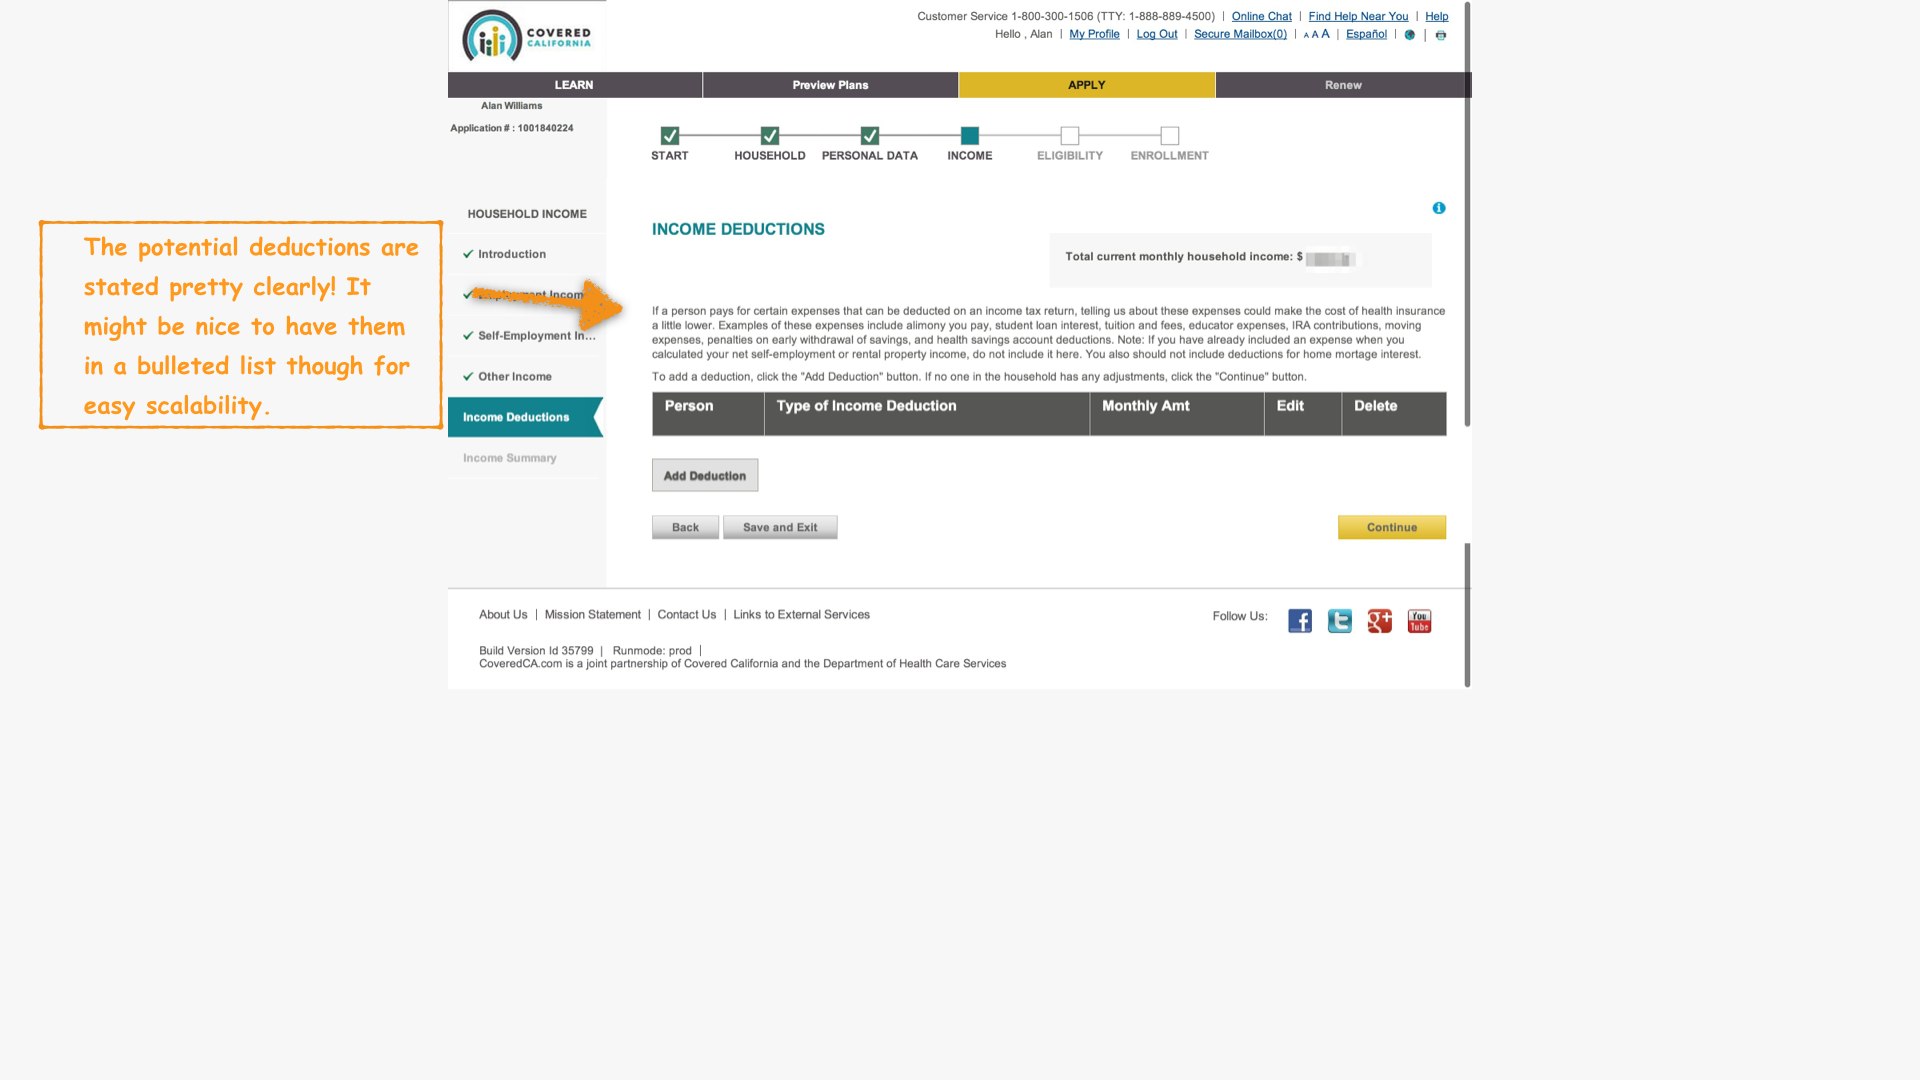 COVERED
CALIFORNIA
Customer Service 1-800-300-1506 (TTY: 1-888-889-4500) | Online Chat | Find Help Near You | Help
Hello , Alan | My Profile | Log Out | Secure Mailbox(0) | A A A | Español |
LEARN
Preview Plans
APPLY
Renew
Alan Williams
Application # : 1001840224
START
HOUSEHOLD
PERSONAL DATA
INCOME
ELIGIBILITY
ENROLLMENT
The potential deductions are
stated pretty clearly! It
might be nice to have them
in a bulleted list though for
easy scalability.
HOUSEHOLD INCOME
Introduction
Employment Incom
Self-Employment In...
Other Income
Income Deductions
Income Summary
INCOME DEDUCTIONS
Total current monthly household income: $
If a person pays for certain expenses that can be deducted on an income tax return, telling us about these expenses could make the cost of health insurance
a little lower. Examples of these expenses include alimony you pay, student loan interest, tuition and fees, educator expenses, IRA contributions, moving
expenses, penalties on early withdrawal of savings, and health savings account deductions. Note: If you have already included an expense when you
calculated your net self-employment or rental property income, do not include it here. You also should not include deductions for home mortage interest.
To add a deduction, click the "Add Deduction" button. If no one in the household has any adjustments, click the "Continue" button.
Person
Type of Income Deduction
Monthly Amt
Edit
Delete
Add Deduction
Back
Save and Exit
Continue
About Us | Mission Statement | Contact Us | Links to External Services
Follow Us:
You
Tube
Build Version Id 35799 | Runmode: prod |
CoveredCA.com is a joint partnership of Covered California and the Department of Health Care Services